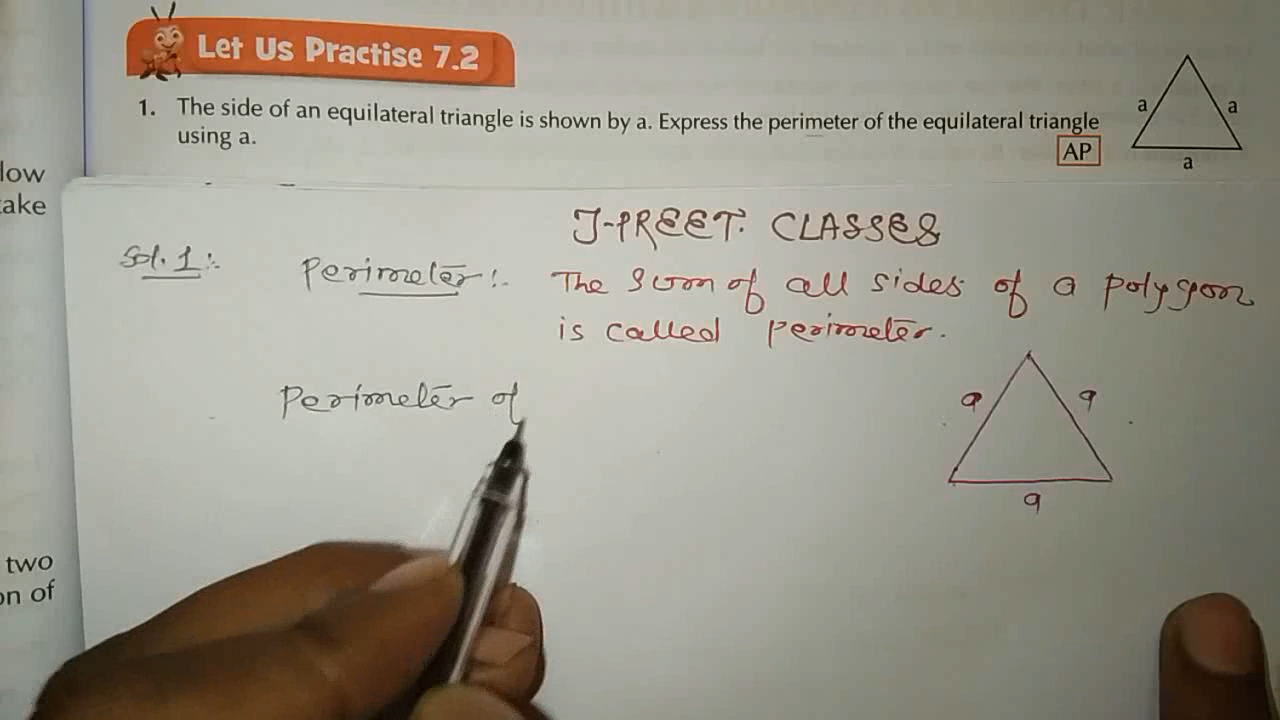 Let Us Practise 7.2
1. The side of an equilateral triangle is shown by a. Express the perimeter of the equilateral triangle
using a.
AP
a
a
a
low
take
J-PREET. CLASSES
Sol. 1:-
Perimeter:- The sum of all sides of a polygon
is called perimeter.
Perimeter of
a
a
a
two
on of